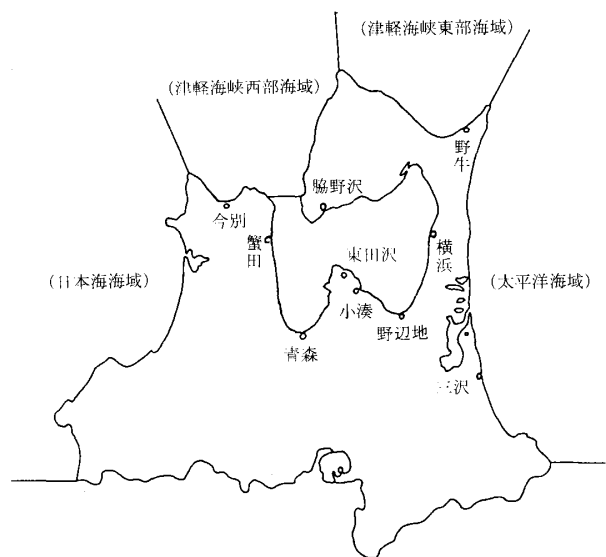 (津軽海峡東部海域)
(津軽海峡西部海域)
野牛
脇野沢
今別
蟹田
東田沢
横浜
(日本海海域)
(太平洋海域)
小湊
野辺地
青森
三沢